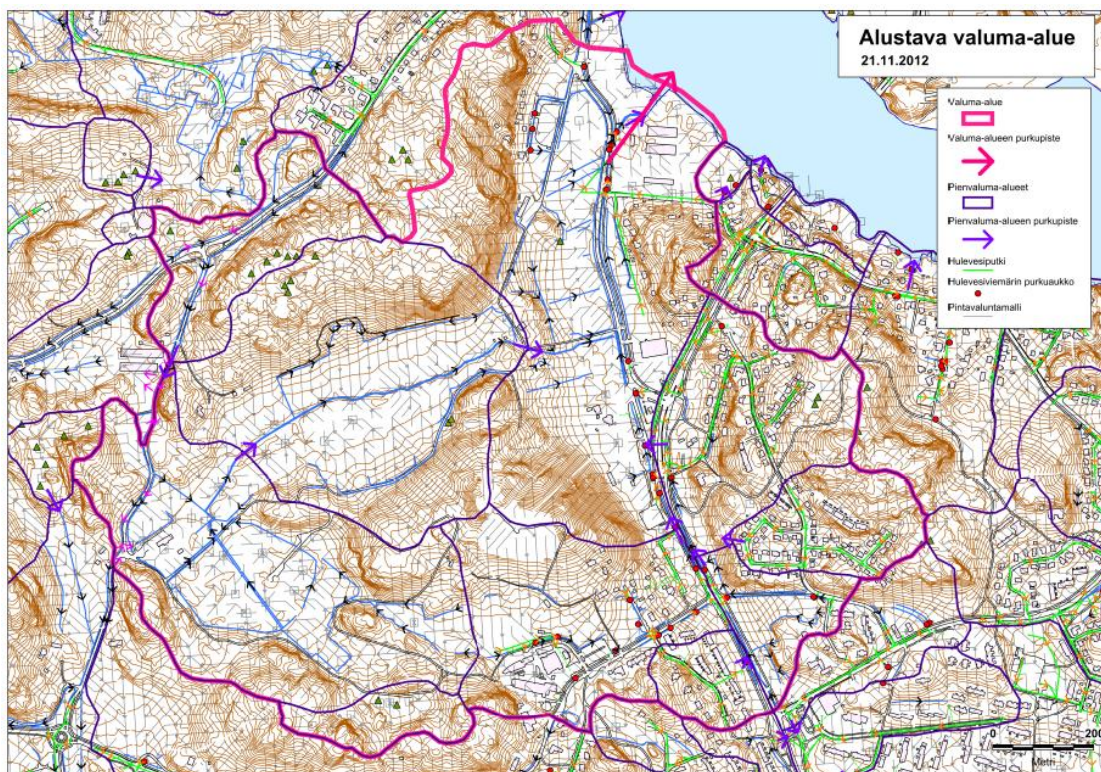 Alustava valuma-alue
21.11.2012
Valuma-alue
Valuma-alueen purkupiste
Pienvaluma-alueet
Pienvaluma-alueen purkupiste
Hulevesiputki
Hulevesiviemärin purkuaukko
Pintavaluntamalli
0 200
Metri